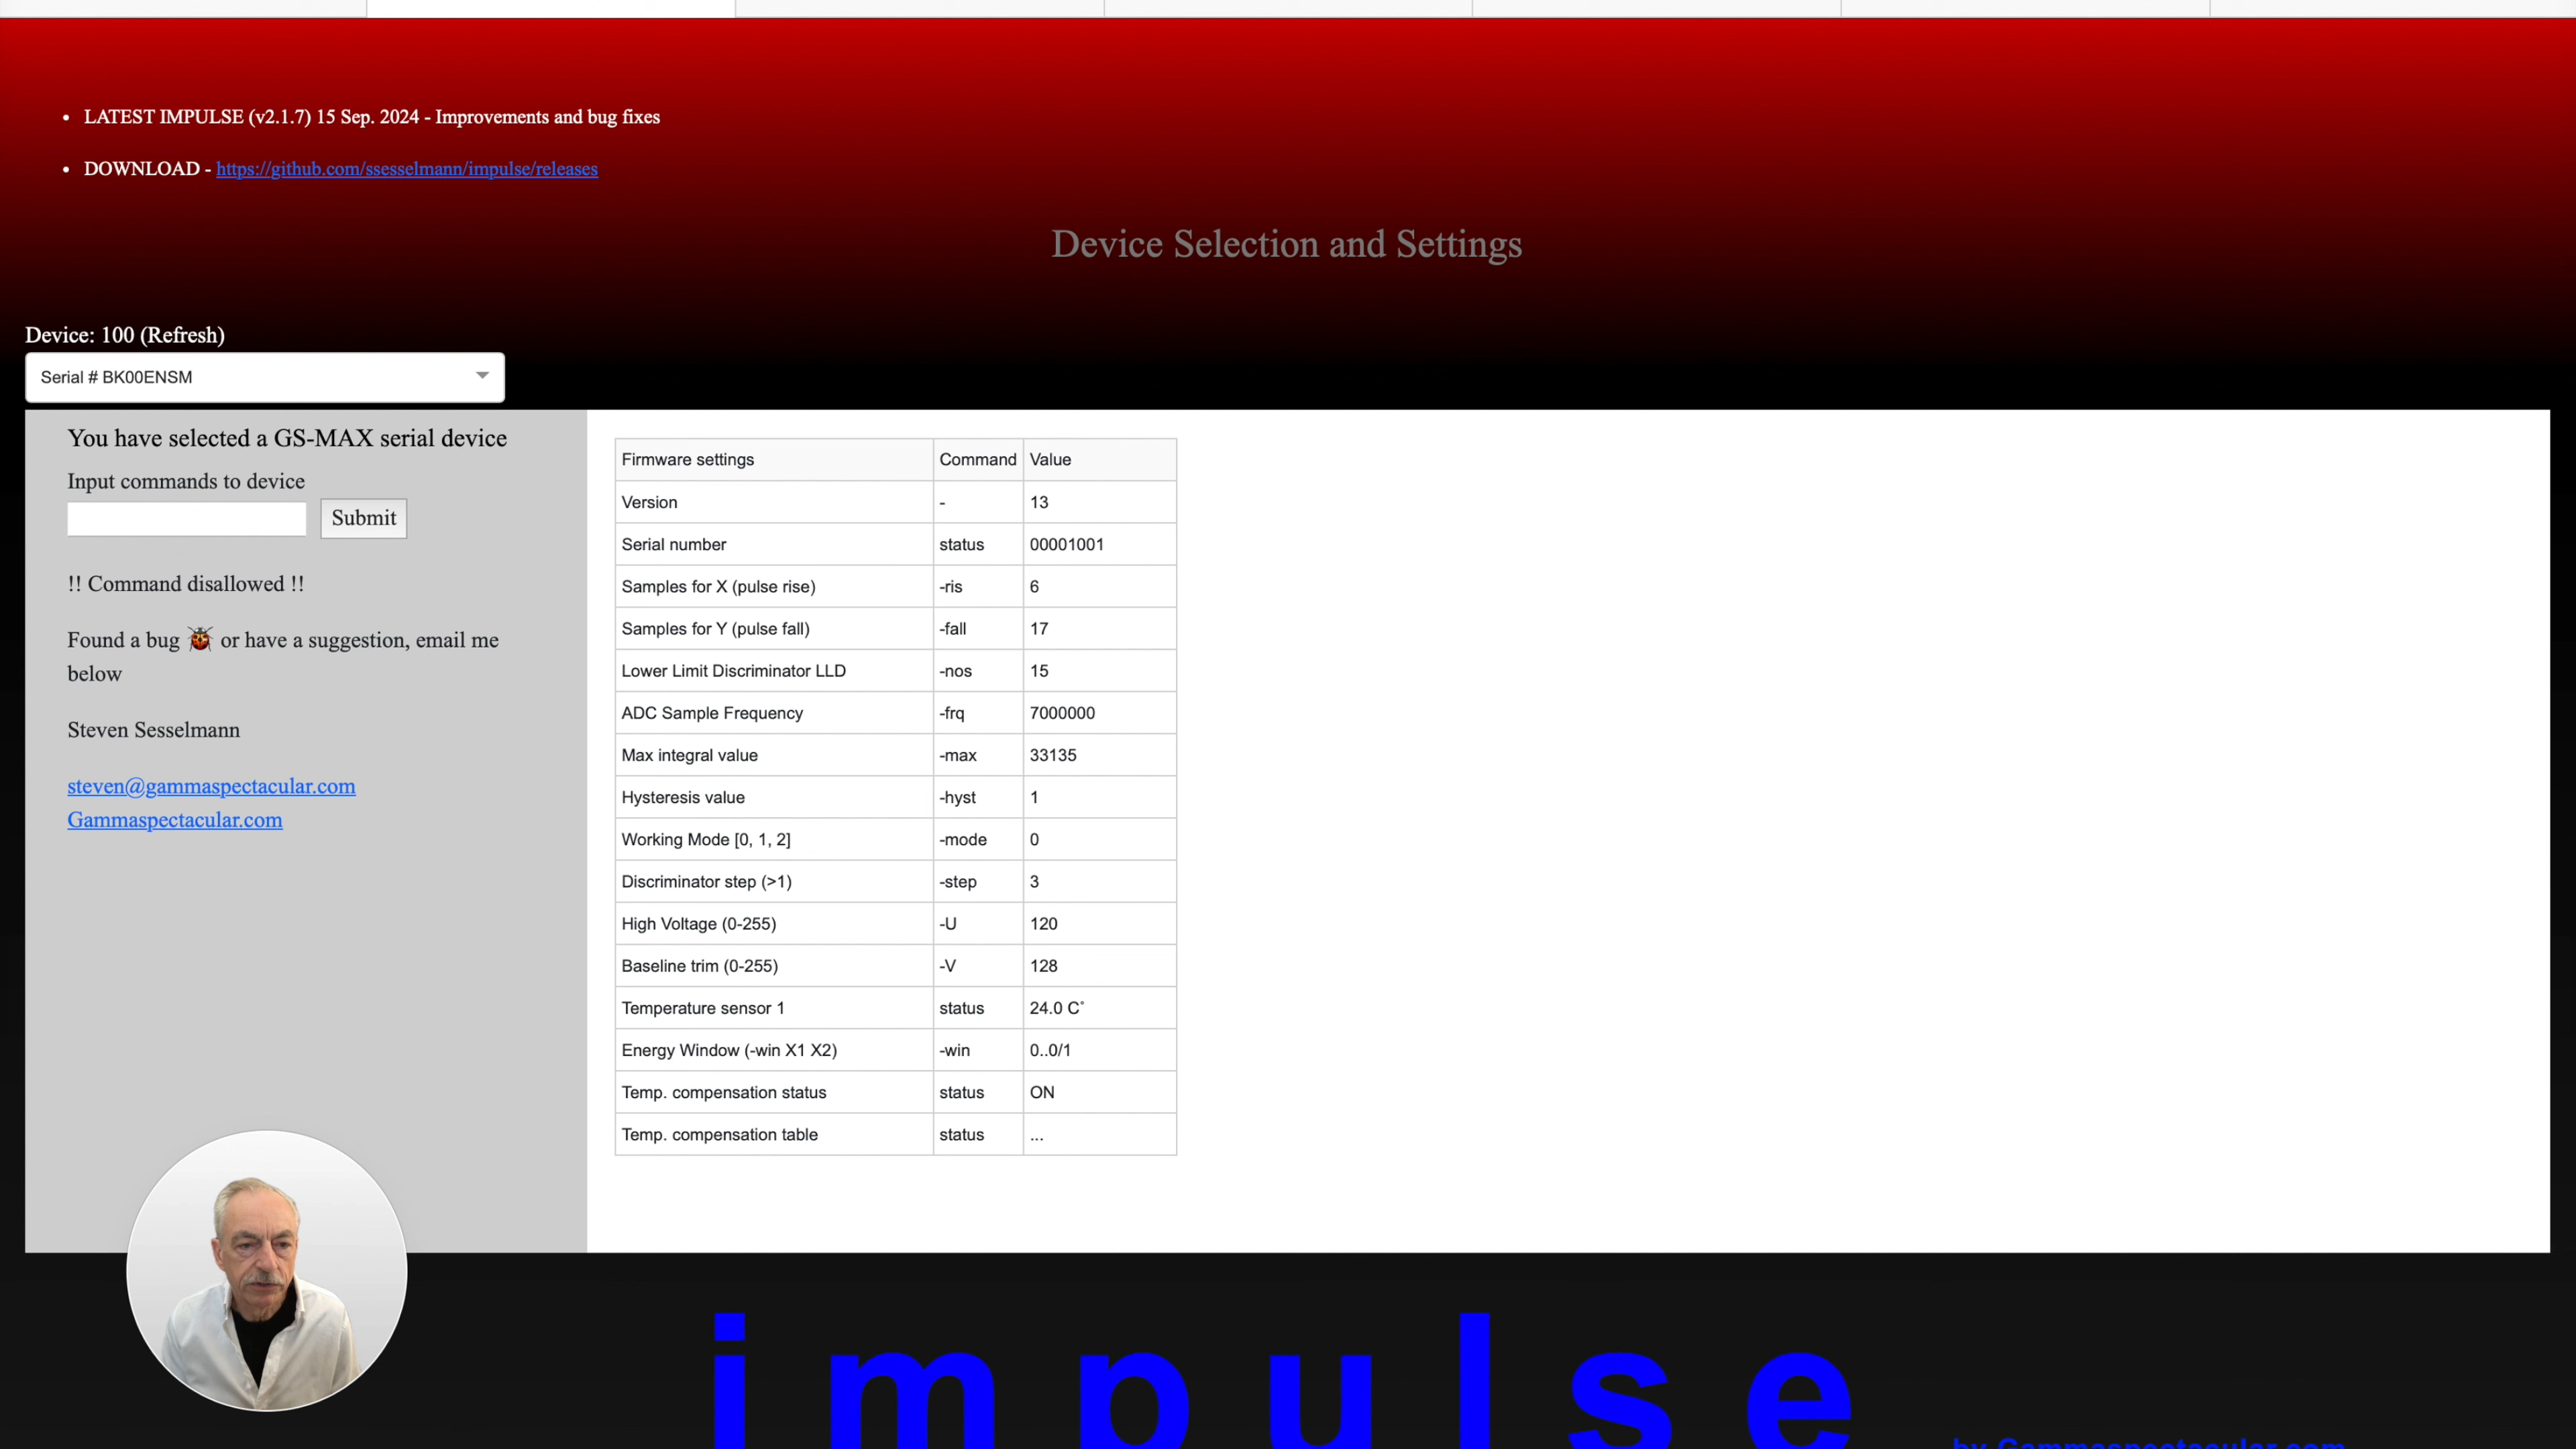 LATEST IMPULSE (v2.1.7) 15 Sep. 2024 - Improvements and bug fixes
DOWNLOAD - https://github.com/ssesselmann/impulse/releases
Device Selection and Settings
Device: 100 (Refresh)
Serial # BK00ENSM
You have selected a GS-MAX serial device
Input commands to device
Submit
!! Command disallowed !!
Found a bug 🐞 or have a suggestion, email me
below
Steven Sesselmann
steven@gammaspectacular.com
Gammaspectacular.com
Firmware settings Command Value
Version - 13
Serial number status 00001001
Samples for X (pulse rise) -ris 6
Samples for Y (pulse fall) -fall 17
Lower Limit Discriminator LLD -nos 15
ADC Sample Frequency -frq 7000000
Max integral value -max 33135
Hysteresis value -hyst 1
Working Mode [0, 1, 2] -mode 0
Discriminator step (>1) -step 3
High Voltage (0-255) -U 120
Baseline trim (0-255) -V 128
Temperature sensor 1 status 24.0 C˚
Energy Window (-win X1 X2) -win 0..0/1
Temp. compensation status status ON
Temp. compensation table status ...
impulse
by Gammaspectacular.com